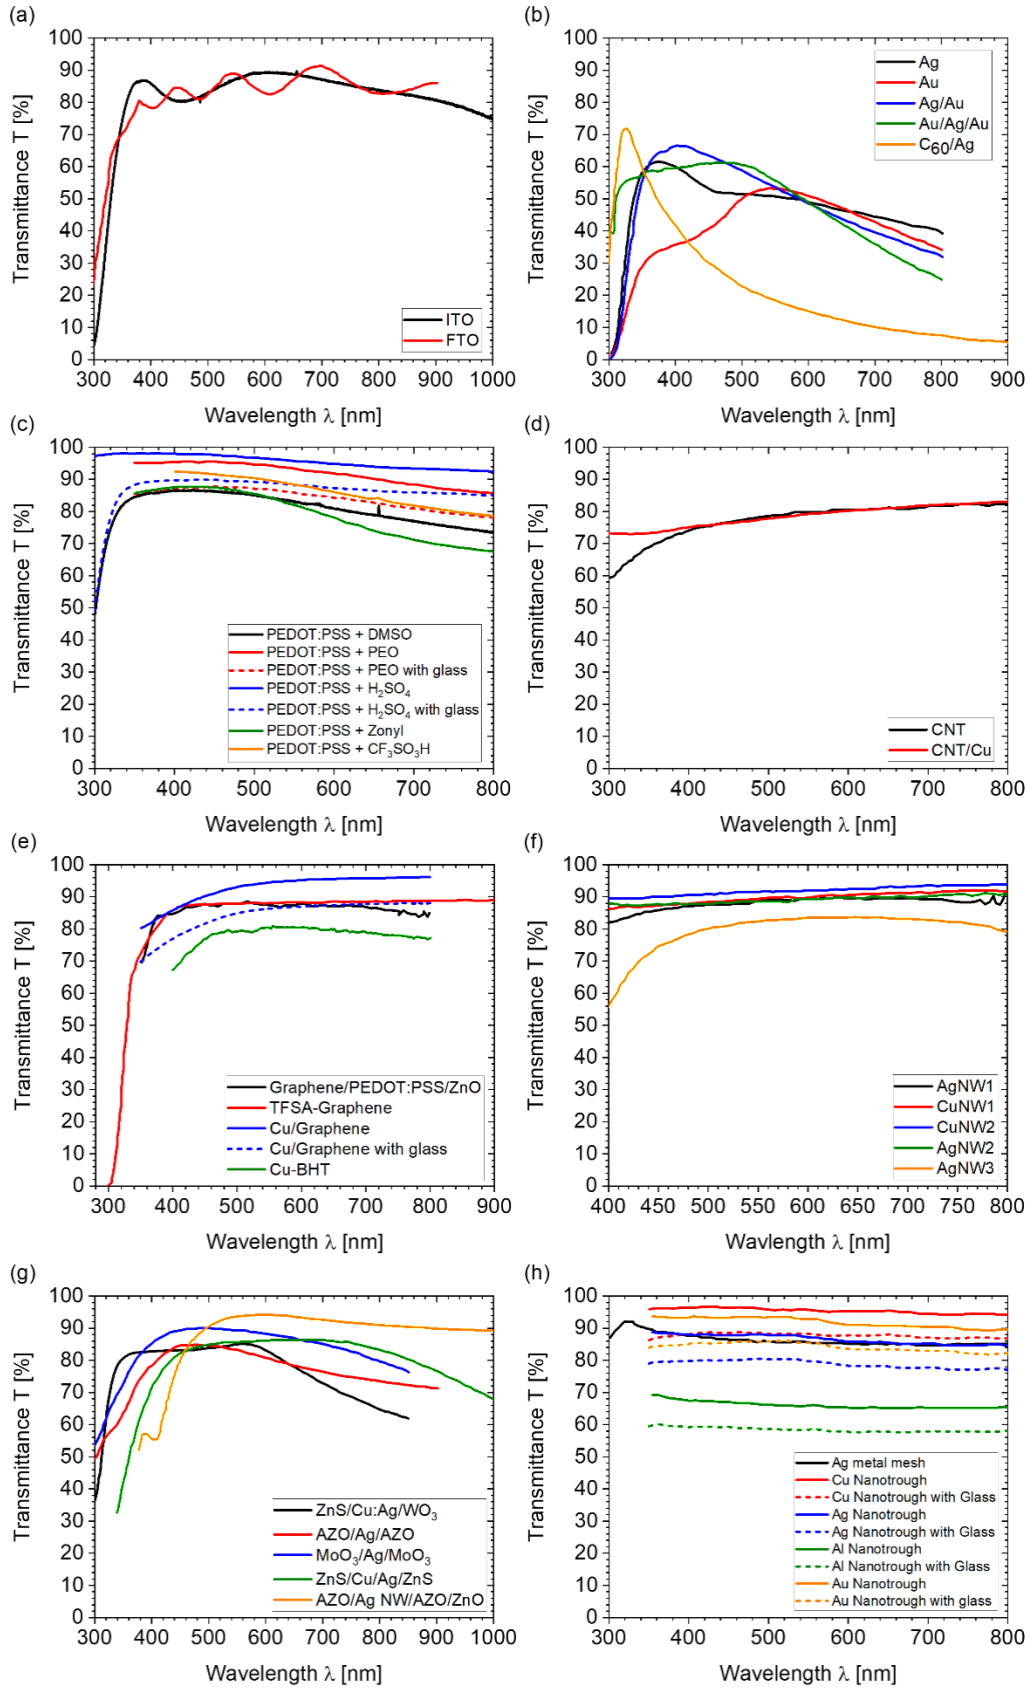 (a)
100
90
80
70
60
50
40
30
20
10
0
Transmittance T [%]
ITO
FTO
300 400 500 600 700 800 900 1000
Wavelength λ [nm]
(b)
100
90
80
70
60
50
40
30
20
10
0
Transmittance T [%]
Ag
Au
Ag/Au
Au/Ag/Au
C60/Ag
300 400 500 600 700 800 900
Wavelength λ [nm]
(c)
100
90
80
70
60
50
40
30
20
10
0
Transmittance T [%]
PEDOT:PSS + DMSO
PEDOT:PSS + PEO
PEDOT:PSS + PEO with glass
PEDOT:PSS + H₂SO₄
PEDOT:PSS + H₂SO₄ with glass
PEDOT:PSS + Zonyl
PEDOT:PSS + CF₃SO₃H
300 400 500 600 700 800
Wavelength λ [nm]
(d)
100
90
80
70
60
50
40
30
20
10
0
Transmittance T [%]
CNT
CNT/Cu
300 400 500 600 700 800
Wavelength λ [nm]
(e)
100
90
80
70
60
50
40
30
20
10
0
Transmittance T [%]
Graphene/PEDOT:PSS/ZnO
TFSA-Graphene
Cu/Graphene
Cu/Graphene with glass
Cu-BHT
300 400 500 600 700 800 900
Wavelength λ [nm]
(f)
100
90
80
70
60
50
40
30
20
10
0
Transmittance T [%]
AgNW1
CuNW1
CuNW2
AgNW2
AgNW3
400 450 500 550 600 650 700 750 800
Wavelength λ [nm]
(g)
100
90
80
70
60
50
40
30
20
10
0
Transmittance T [%]
ZnS/Cu:Ag/WO₃
AZO/Ag/AZO
MoO₃/Ag/MoO₃
ZnS/Cu/Ag/ZnS
AZO/Ag NW/AZO/ZnO
300 400 500 600 700 800 900 1000
Wavelength λ [nm]
(h)
100
90
80
70
60
50
40
30
20
10
0
Transmittance T [%]
Ag metal mesh
Cu Nanotrough
Cu Nanotrough with Glass
Ag Nanotrough
Ag Nanotrough with Glass
Al Nanotrough
Al Nanotrough with Glass
Au Nanotrough
Au Nanotrough with glass
300 400 500 600 700 800
Wavelength λ [nm]